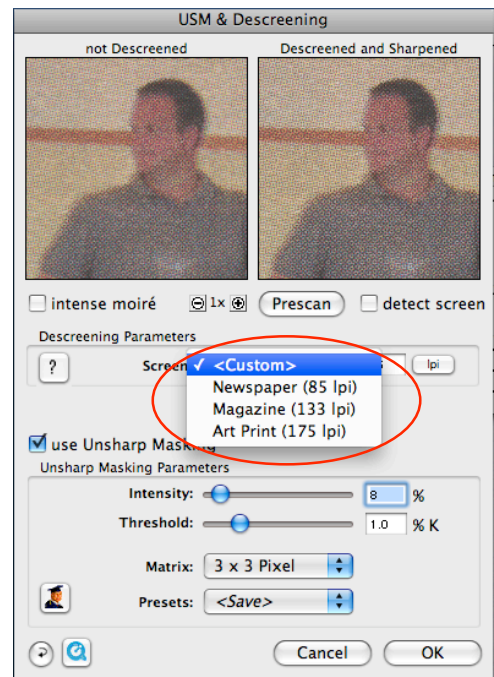 USM & Descreening
not Descreened Descreened and Sharpened
intense moiré 1x Prescan detect screen
Descreening Parameters
? Screen ✓ <Custom> lpi
Newspaper (85 lpi)
Magazine (133 lpi)
Art Print (175 lpi)
use Unsharp Masking
Unsharp Masking Parameters
Intensity: 8 %
Threshold: 1.0 % K
Matrix: 3 x 3 Pixel
Presets: <Save>
Cancel OK